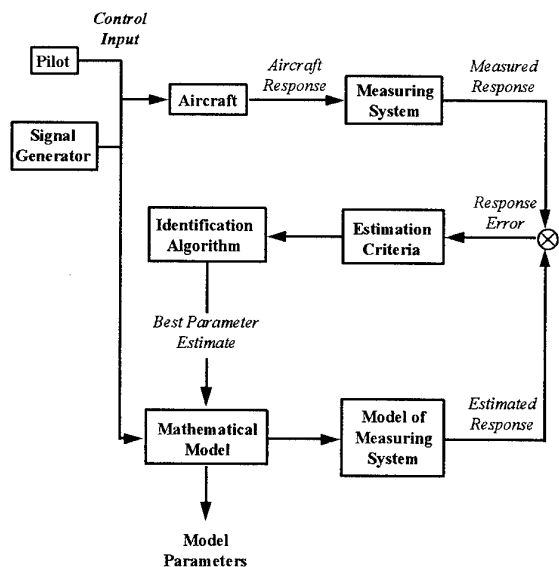 Control
Input
Pilot
Signal
Generator
Aircraft
Aircraft
Response
Measuring
System
Measured
Response
Response
Error
Estimation
Criteria
Identification
Algorithm
Best Parameter
Estimate
Mathematical
Model
Model of
Measuring
System
Estimated
Response
Model
Parameters